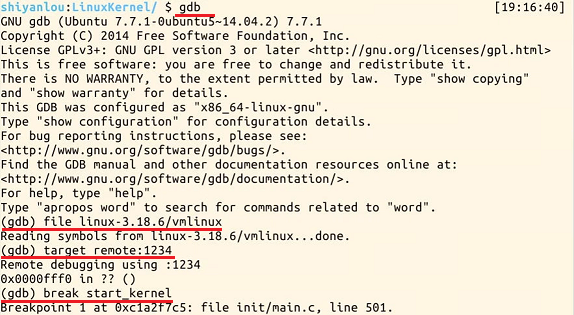 shiyanlou:LinuxKernel/ $ gdb [19:16:40]
GNU gdb (Ubuntu 7.7.1-0ubuntu5~14.04.2) 7.7.1
Copyright (C) 2014 Free Software Foundation, Inc.
License GPLv3+: GNU GPL version 3 or later <http://gnu.org/licenses/gpl.html>
This is free software: you are free to change and redistribute it.
There is NO WARRANTY, to the extent permitted by law.  Type "show copying"
and "show warranty" for details.
This GDB was configured as "x86_64-linux-gnu".
Type "show configuration" for configuration details.
For bug reporting instructions, please see:
<http://www.gnu.org/software/gdb/bugs/>.
Find the GDB manual and other documentation resources online at:
<http://www.gnu.org/software/gdb/documentation/>.
For help, type "help".
Type "apropos word" to search for commands related to "word".
(gdb) file linux-3.18.6/vmlinux
Reading symbols from linux-3.18.6/vmlinux...done.
(gdb) target remote:1234
Remote debugging using :1234
0x0000fff0 in ?? ()
(gdb) break start_kernel
Breakpoint 1 at 0xc1a2f7c5: file init/main.c, line 501.